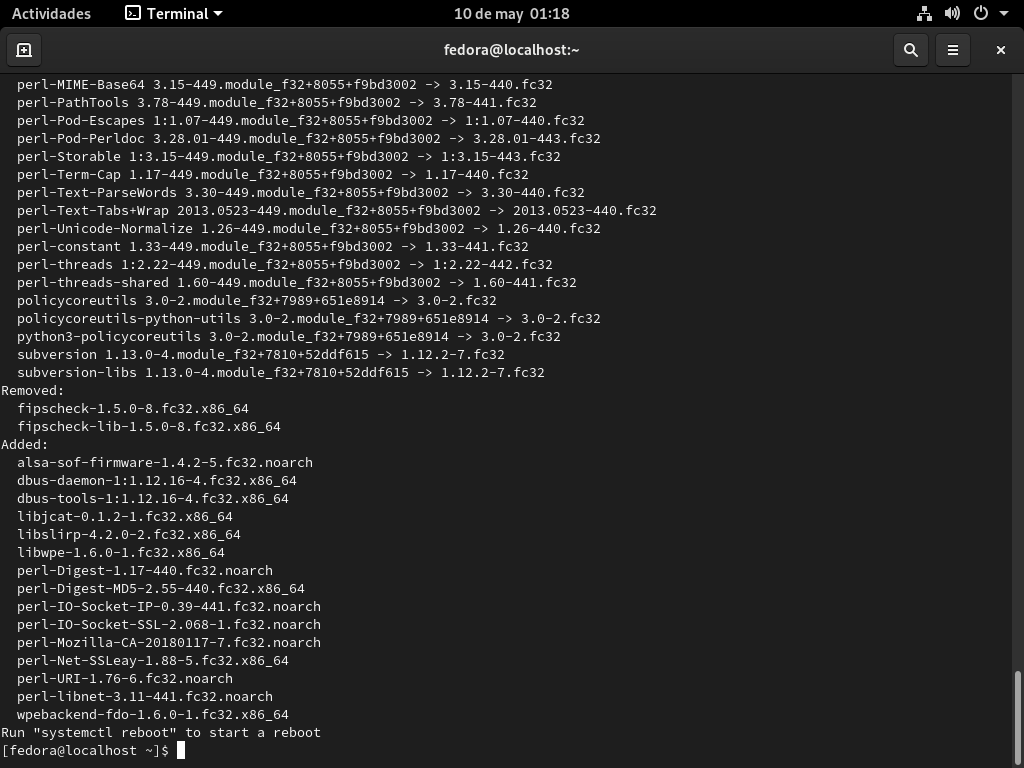 Actividades Terminal 10 de may 01:18
fedora@localhost:~
perl-MIME-Base64 3.15-449.module_f32+8055+f9bd3002 -> 3.15-440.fc32
perl-PathTools 3.78-449.module_f32+8055+f9bd3002 -> 3.78-441.fc32
perl-Pod-Escapes 1:1.07-449.module_f32+8055+f9bd3002 -> 1:1.07-440.fc32
perl-Pod-Perldoc 3.28.01-449.module_f32+8055+f9bd3002 -> 3.28.01-443.fc32
perl-Storable 1:3.15-449.module_f32+8055+f9bd3002 -> 1:3.15-443.fc32
perl-Term-Cap 1.17-449.module_f32+8055+f9bd3002 -> 1.17-440.fc32
perl-Text-ParseWords 3.30-449.module_f32+8055+f9bd3002 -> 3.30-440.fc32
perl-Text-Tabs+Wrap 2013.0523-449.module_f32+8055+f9bd3002 -> 2013.0523-440.fc32
perl-Unicode-Normalize 1.26-449.module_f32+8055+f9bd3002 -> 1.26-440.fc32
perl-constant 1.33-449.module_f32+8055+f9bd3002 -> 1.33-441.fc32
perl-threads 1:2.22-449.module_f32+8055+f9bd3002 -> 1:2.22-442.fc32
perl-threads-shared 1.60-449.module_f32+8055+f9bd3002 -> 1.60-441.fc32
policycoreutils 3.0-2.module_f32+7989+651e8914 -> 3.0-2.fc32
policycoreutils-python-utils 3.0-2.module_f32+7989+651e8914 -> 3.0-2.fc32
python3-policycoreutils 3.0-2.module_f32+7989+651e8914 -> 3.0-2.fc32
subversion 1.13.0-4.module_f32+7810+52ddf615 -> 1.12.2-7.fc32
subversion-libs 1.13.0-4.module_f32+7810+52ddf615 -> 1.12.2-7.fc32
Removed:
fipscheck-1.5.0-8.fc32.x86_64
fipscheck-lib-1.5.0-8.fc32.x86_64
Added:
alsa-sof-firmware-1.4.2-5.fc32.noarch
dbus-daemon-1:1.12.16-4.fc32.x86_64
dbus-tools-1:1.12.16-4.fc32.x86_64
libjcat-0.1.2-1.fc32.x86_64
libslirp-4.2.0-2.fc32.x86_64
libwpe-1.6.0-1.fc32.x86_64
perl-Digest-1.17-440.fc32.noarch
perl-Digest-MD5-2.55-440.fc32.x86_64
perl-IO-Socket-IP-0.39-441.fc32.noarch
perl-IO-Socket-SSL-2.068-1.fc32.noarch
perl-Mozilla-CA-20180117-7.fc32.noarch
perl-Net-SSLeay-1.88-5.fc32.x86_64
perl-URI-1.76-6.fc32.noarch
perl-libnet-3.11-441.fc32.noarch
wpebackend-fdo-1.6.0-1.fc32.x86_64
Run "systemctl reboot" to start a reboot
[fedora@localhost ~]$